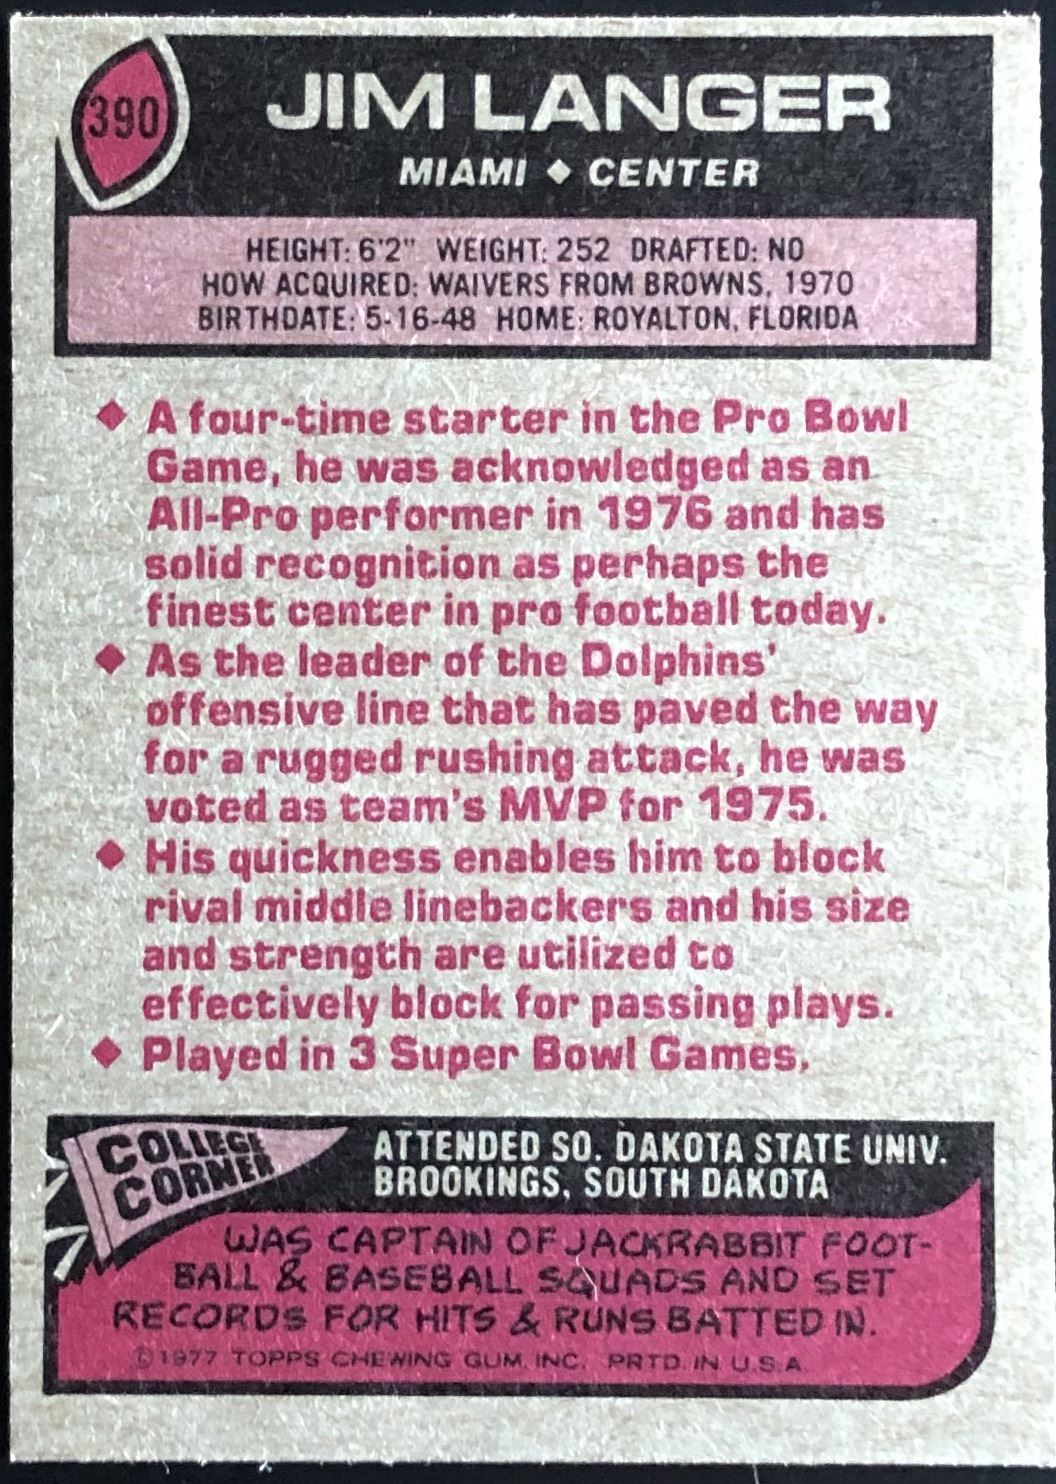 390
JIM LANGER
MIAMI ◆ CENTER
HEIGHT: 6'2" WEIGHT: 252 DRAFTED: NO
HOW ACQUIRED: WAIVERS FROM BROWNS, 1970
BIRTHDATE: 5-16-48 HOME: ROYALTON, FLORIDA
◆ A four-time starter in the Pro Bowl
Game, he was acknowledged as an
All-Pro performer in 1976 and has
solid recognition as perhaps the
finest center in pro football today.
◆ As the leader of the Dolphins'
offensive line that has paved the way
for a rugged rushing attack, he was
voted as team's MVP for 1975.
◆ His quickness enables him to block
rival middle linebackers and his size
and strength are utilized to
effectively block for passing plays.
◆ Played in 3 Super Bowl Games.
COLLEGE
CORNER
ATTENDED SO. DAKOTA STATE UNIV.
BROOKINGS, SOUTH DAKOTA
WAS CAPTAIN OF JACKRABBIT FOOT-
BALL & BASEBALL SQUADS AND SET
RECORDS FOR HITS & RUNS BATTED IN.
© 1977 TOPPS CHEWING GUM, INC. PRTD. IN U.S.A.